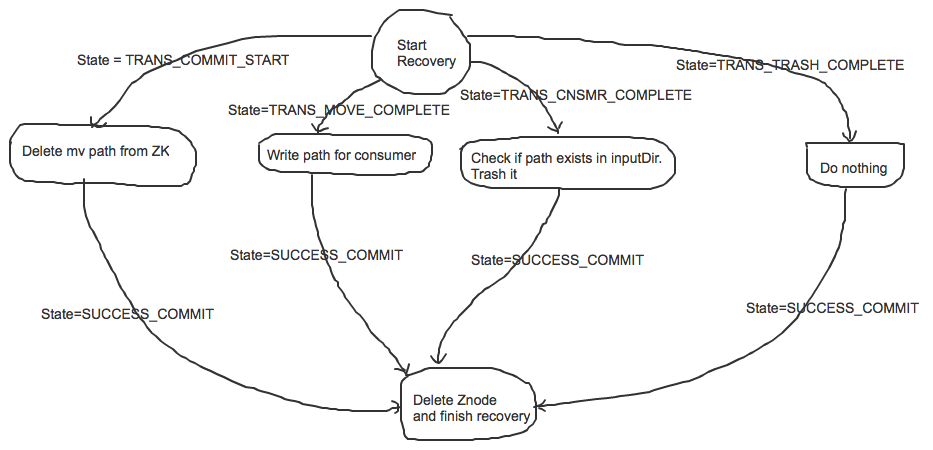 Start
Recovery
State = TRANS_COMMIT_START
State=TRANS_TRASH_COMPLETE
State=TRANS_MOVE_COMPLETE
State=TRANS_CNSMR_COMPLETE
Delete mv path from ZK
Write path for consumer
Check if path exists in inputDir.
Trash it
Do nothing
State=SUCCESS_COMMIT
State=SUCCESS_COMMIT
State=SUCCESS_COMMIT
State=SUCCESS_COMMIT
Delete Znode
and finish recovery